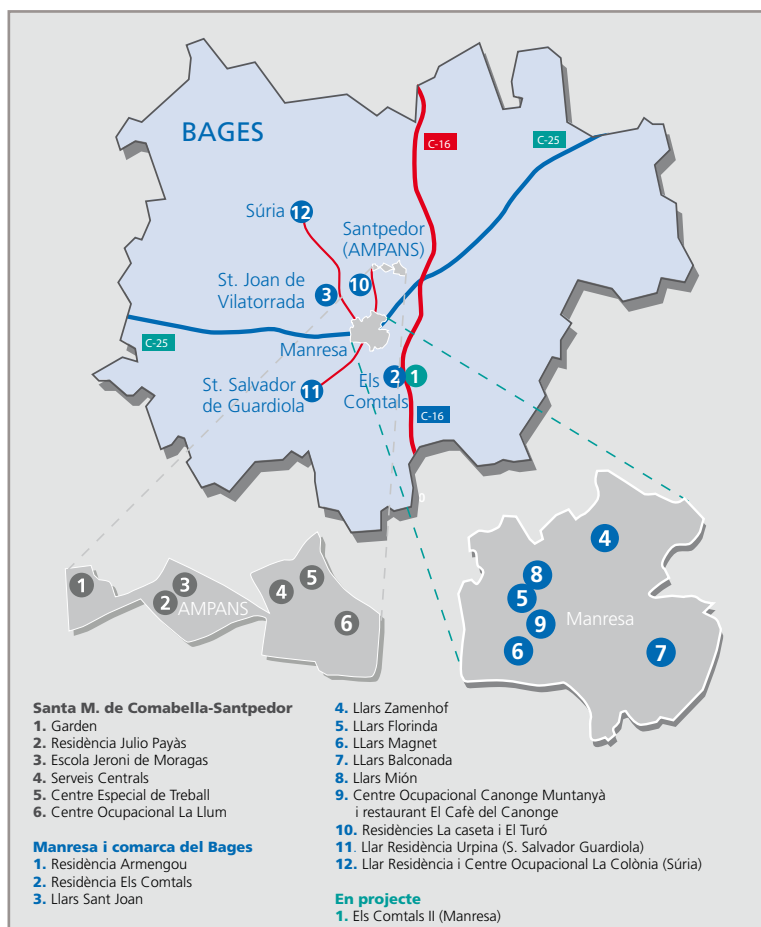 BAGES
C-16
C-25
Súria 12
Santpedor
(AMPANS)
10
St. Joan de
Vilatorrada
3
C-25
Manresa
St. Salvador
de Guardiola
11
Els
Comtals
2 1
C-16
1
2
3
AMPANS
4
5
6
4
8
5
9
Manresa
6
7
Santa M. de Comabella-Santpedor
1. Garden
2. Residència Julio Payàs
3. Escola Jeroni de Moragas
4. Serveis Centrals
5. Centre Especial de Treball
6. Centre Ocupacional La Llum
Manresa i comarca del Bages
1. Residència Armengou
2. Residència Els Comtals
3. Llars Sant Joan
4. Llars Zamenhof
5. LLars Florinda
6. LLars Magnet
7. LLars Balconada
8. Llars Mión
9. Centre Ocupacional Canonge Muntanyà
i restaurant El Cafè del Canonge
10. Residències La caseta i El Turó
11. Llar Residència Urpina (S. Salvador Guardiola)
12. Llar Residència i Centre Ocupacional La Colònia (Súria)
En projecte
1. Els Comtals II (Manresa)